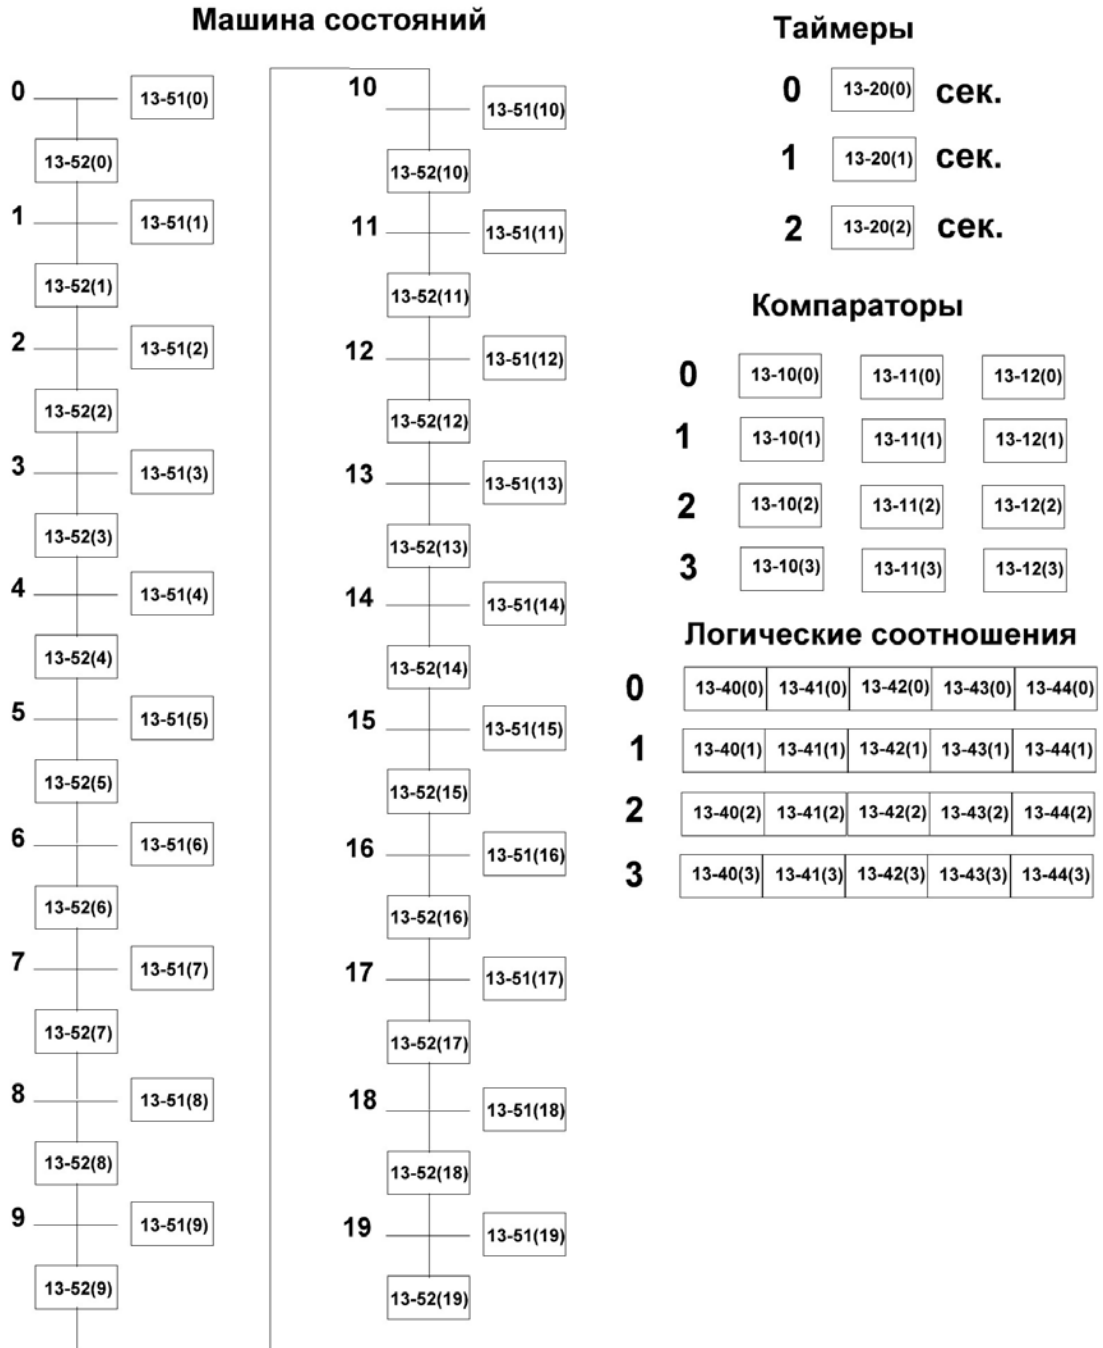 Машина состояний
0 13-51(0)
13-52(0)
1 13-51(1)
13-52(1)
2 13-51(2)
13-52(2)
3 13-51(3)
13-52(3)
4 13-51(4)
13-52(4)
5 13-51(5)
13-52(5)
6 13-51(6)
13-52(6)
7 13-51(7)
13-52(7)
8 13-51(8)
13-52(8)
9 13-51(9)
13-52(9)
10 13-51(10)
13-52(10)
11 13-51(11)
13-52(11)
12 13-51(12)
13-52(12)
13 13-51(13)
13-52(13)
14 13-51(14)
13-52(14)
15 13-51(15)
13-52(15)
16 13-51(16)
13-52(16)
17 13-51(17)
13-52(17)
18 13-51(18)
13-52(18)
19 13-51(19)
13-52(19)
Таймеры
0 13-20(0) сек.
1 13-20(1) сек.
2 13-20(2) сек.
Компараторы
0 13-10(0) 13-11(0) 13-12(0)
1 13-10(1) 13-11(1) 13-12(1)
2 13-10(2) 13-11(2) 13-12(2)
3 13-10(3) 13-11(3) 13-12(3)
Логические соотношения
0 13-40(0) 13-41(0) 13-42(0) 13-43(0) 13-44(0)
1 13-40(1) 13-41(1) 13-42(1) 13-43(1) 13-44(1)
2 13-40(2) 13-41(2) 13-42(2) 13-43(2) 13-44(2)
3 13-40(3) 13-41(3) 13-42(3) 13-43(3) 13-44(3)